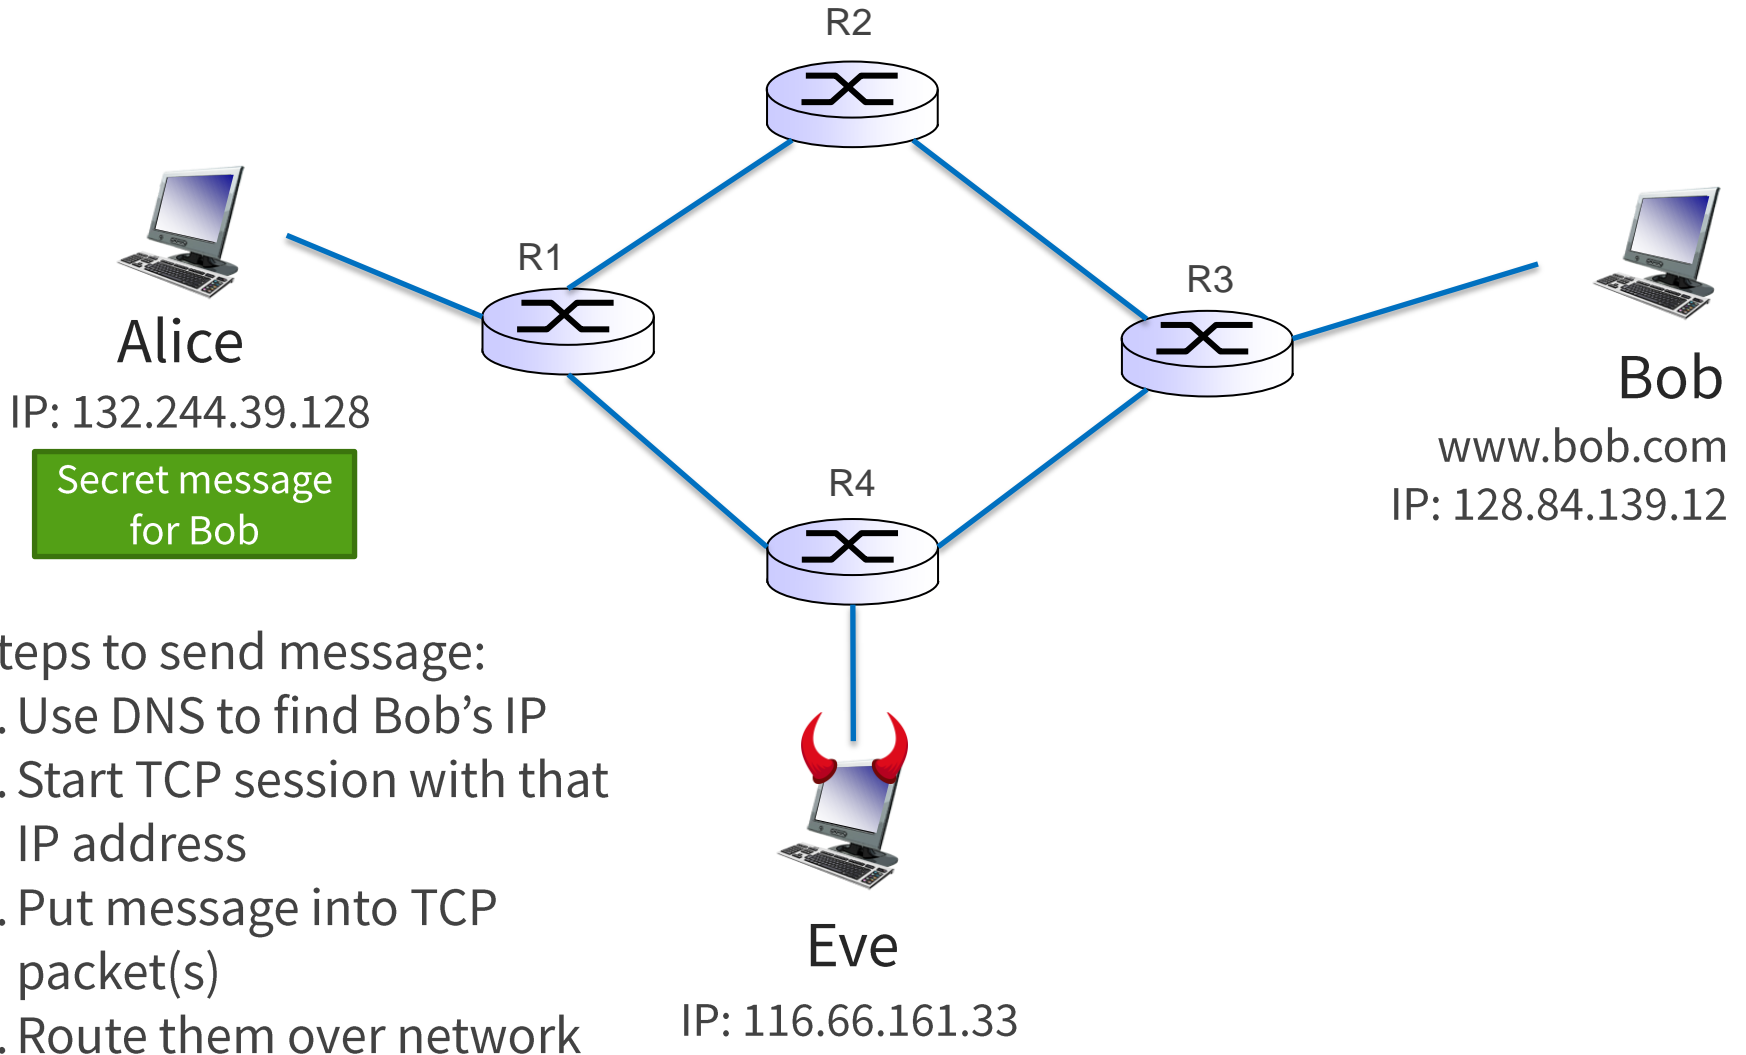 R2
R1
R3
Alice
IP: 132.244.39.128
Secret message
for Bob
Bob
www.bob.com
IP: 128.84.139.12
R4
teps to send message:
. Use DNS to find Bob’s IP
. Start TCP session with that
IP address
. Put message into TCP
packet(s)
. Route them over network
Eve
IP: 116.66.161.33